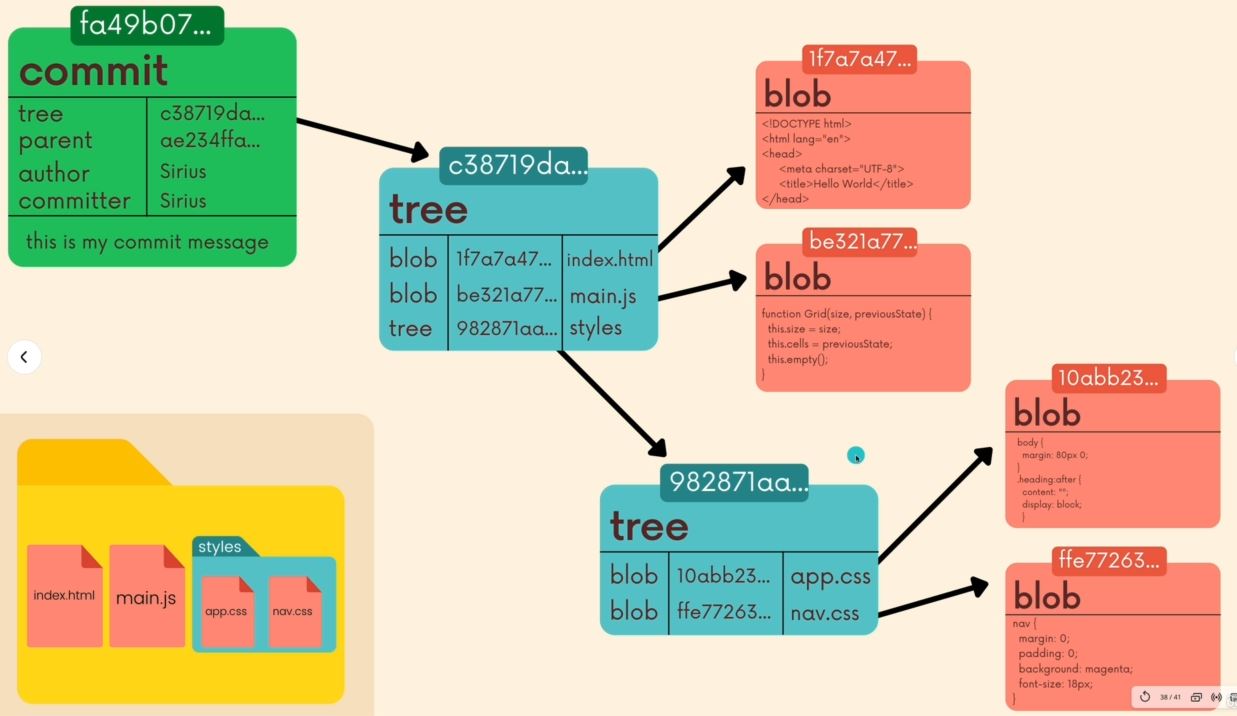 fa49b07...
commit
tree c38719da...
parent ae234ffa...
author Sirius
committer Sirius
this is my commit message
c38719da...
tree
blob 1f7a7a47... index.html
blob be321a77... main.js
tree 982871aa... styles
1f7a7a47...
blob
<!DOCTYPE html>
<html lang="en">
<head>
<meta charset="UTF-8">
<title>Hello World</title>
</head>
be321a77...
blob
function Grid(size, previousState) {
this.size = size;
this.cells = previousState;
this.empty();
}
982871aa...
tree
blob 10abb23... app.css
blob ffe77263... nav.css
10abb23...
blob
body {
margin: 80px 0;
}
.heading:after {
content: "";
display: block;
}
ffe77263...
blob
nav {
margin: 0;
padding: 0;
background: magenta;
font-size: 18px;
}
index.html
main.js
styles
app.css
nav.css
38 / 41